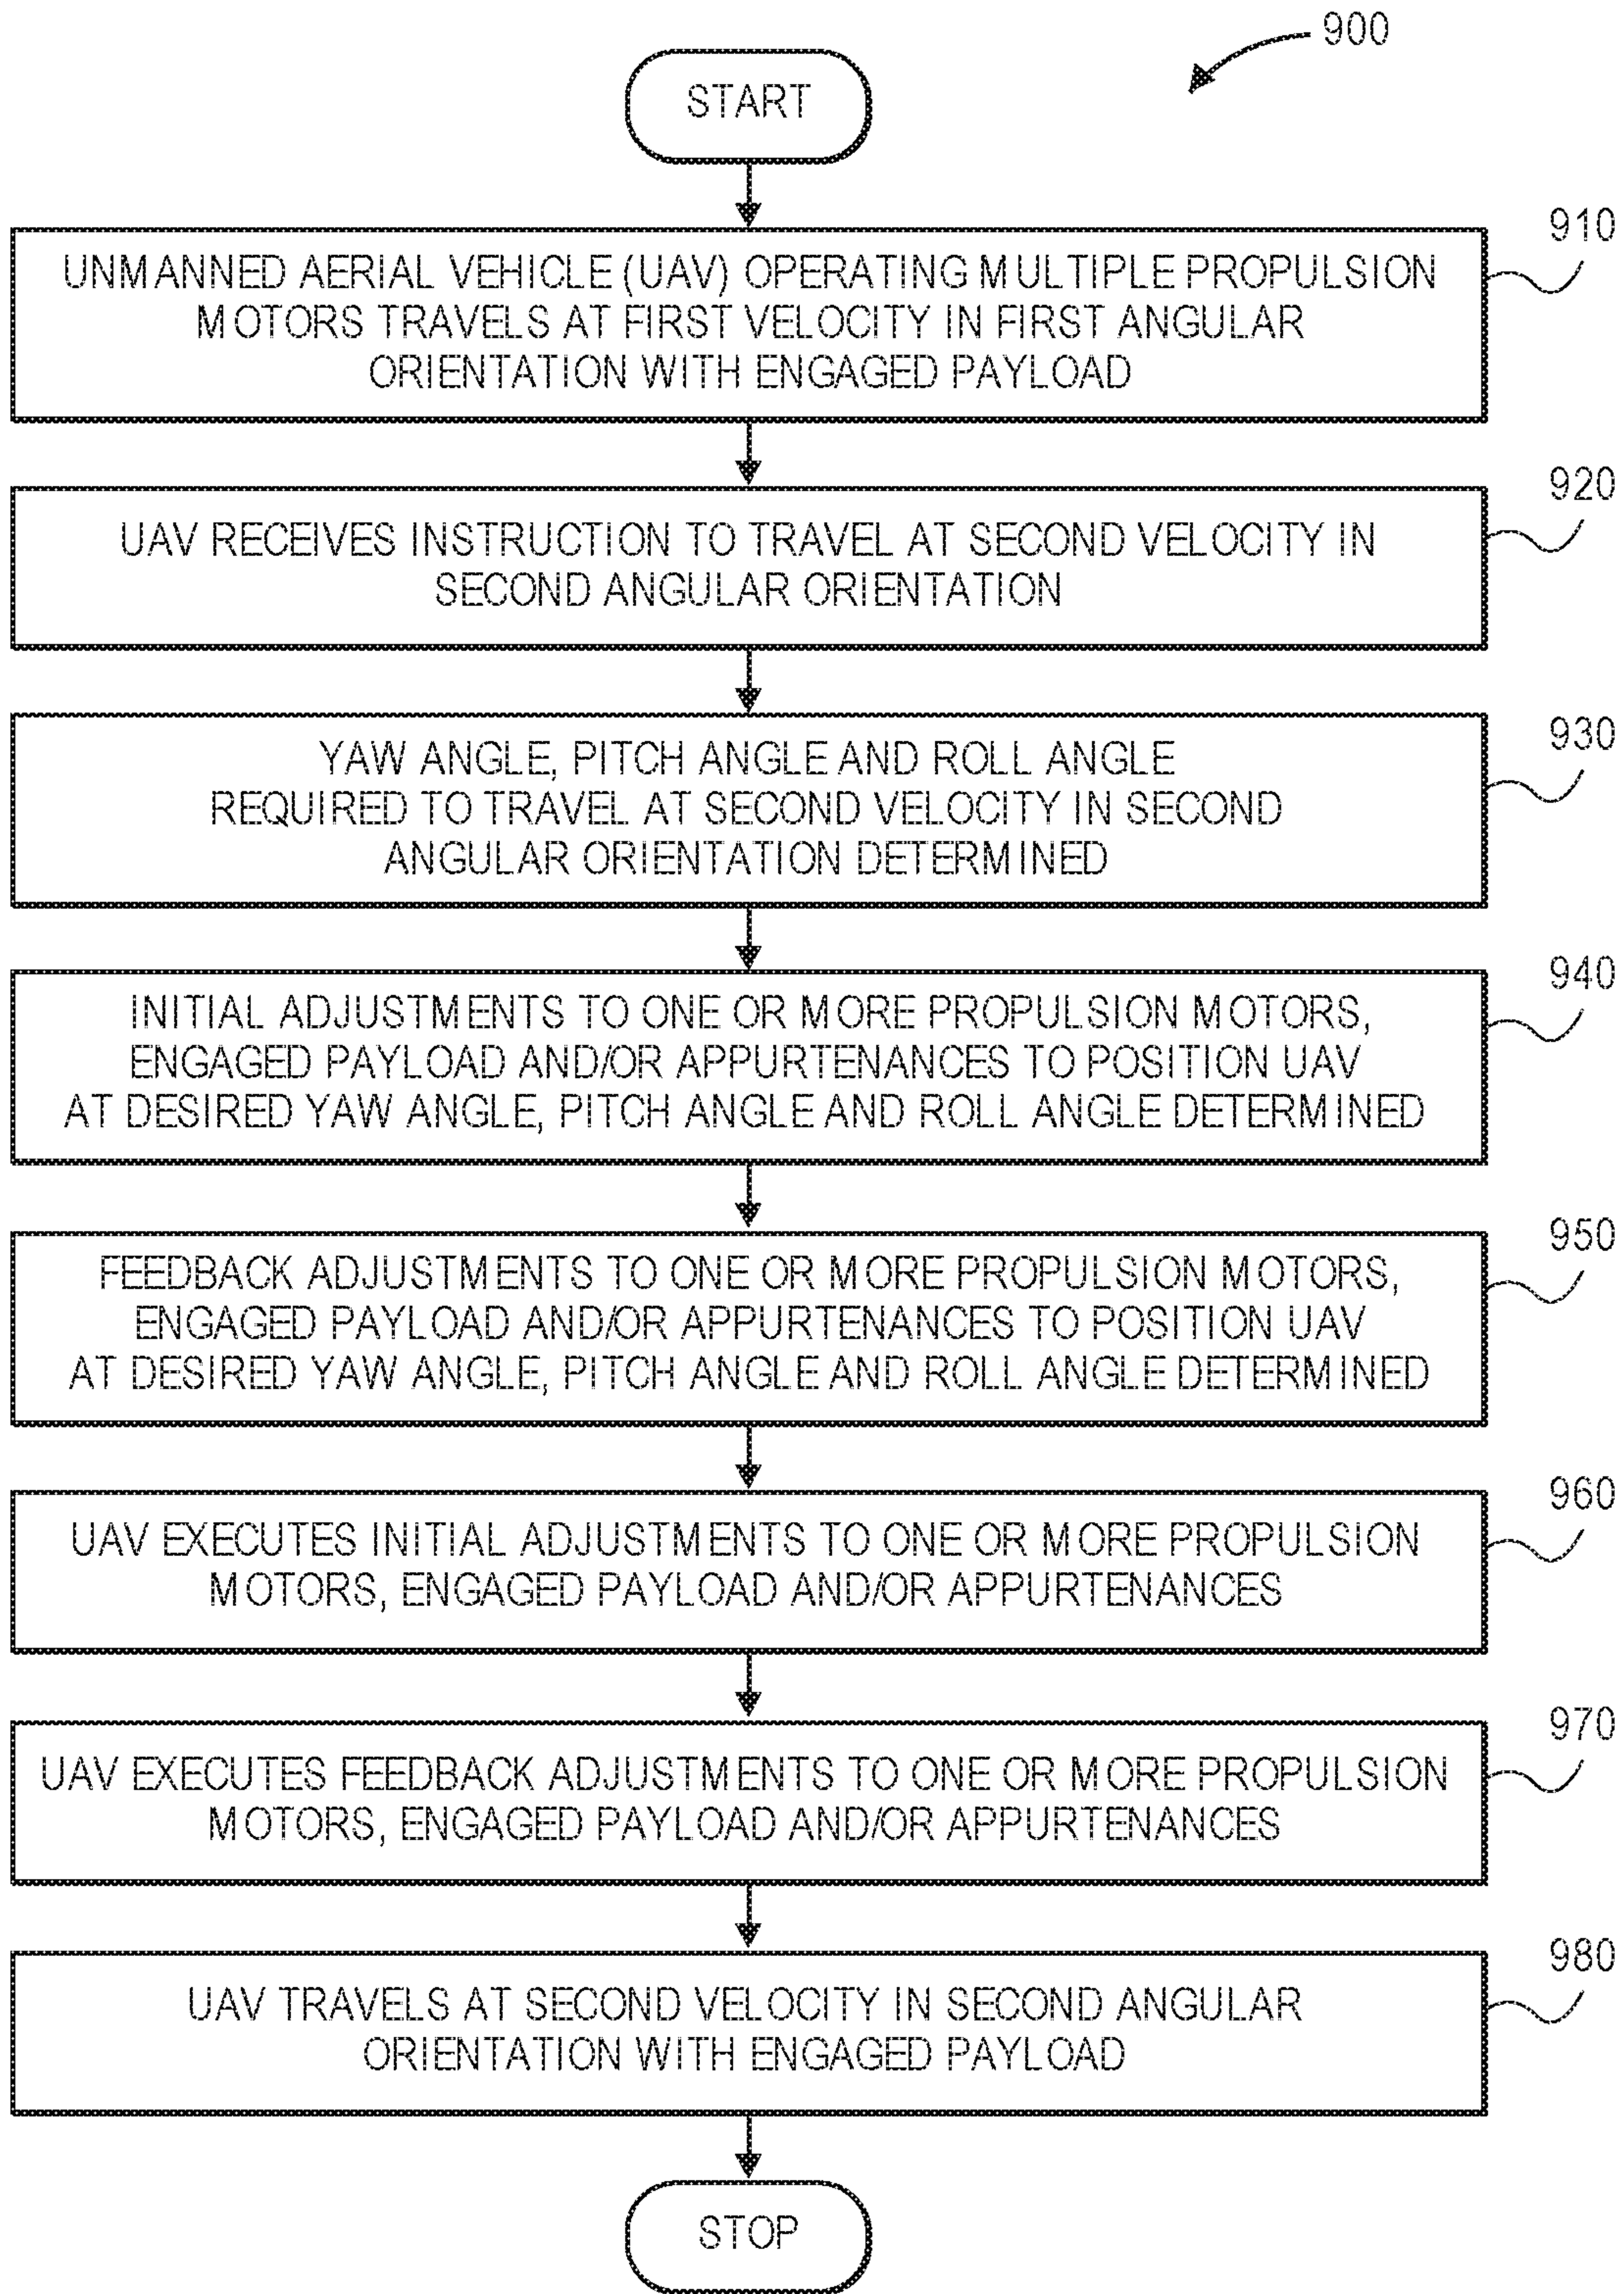 900
START
910
UNMANNED AERIAL VEHICLE (UAV) OPERATING MULTIPLE PROPULSION
MOTORS TRAVELS AT FIRST VELOCITY IN FIRST ANGULAR
ORIENTATION WITH ENGAGED PAYLOAD
920
UAV RECEIVES INSTRUCTION TO TRAVEL AT SECOND VELOCITY IN
SECOND ANGULAR ORIENTATION
930
YAW ANGLE, PITCH ANGLE AND ROLL ANGLE
REQUIRED TO TRAVEL AT SECOND VELOCITY IN SECOND
ANGULAR ORIENTATION DETERMINED
940
INITIAL ADJUSTMENTS TO ONE OR MORE PROPULSION MOTORS,
ENGAGED PAYLOAD AND/OR APPURTENANCES TO POSITION UAV
AT DESIRED YAW ANGLE, PITCH ANGLE AND ROLL ANGLE DETERMINED
950
FEEDBACK ADJUSTMENTS TO ONE OR MORE PROPULSION MOTORS,
ENGAGED PAYLOAD AND/OR APPURTENANCES TO POSITION UAV
AT DESIRED YAW ANGLE, PITCH ANGLE AND ROLL ANGLE DETERMINED
960
UAV EXECUTES INITIAL ADJUSTMENTS TO ONE OR MORE PROPULSION
MOTORS, ENGAGED PAYLOAD AND/OR APPURTENANCES
970
UAV EXECUTES FEEDBACK ADJUSTMENTS TO ONE OR MORE PROPULSION
MOTORS, ENGAGED PAYLOAD AND/OR APPURTENANCES
980
UAV TRAVELS AT SECOND VELOCITY IN SECOND ANGULAR
ORIENTATION WITH ENGAGED PAYLOAD
STOP